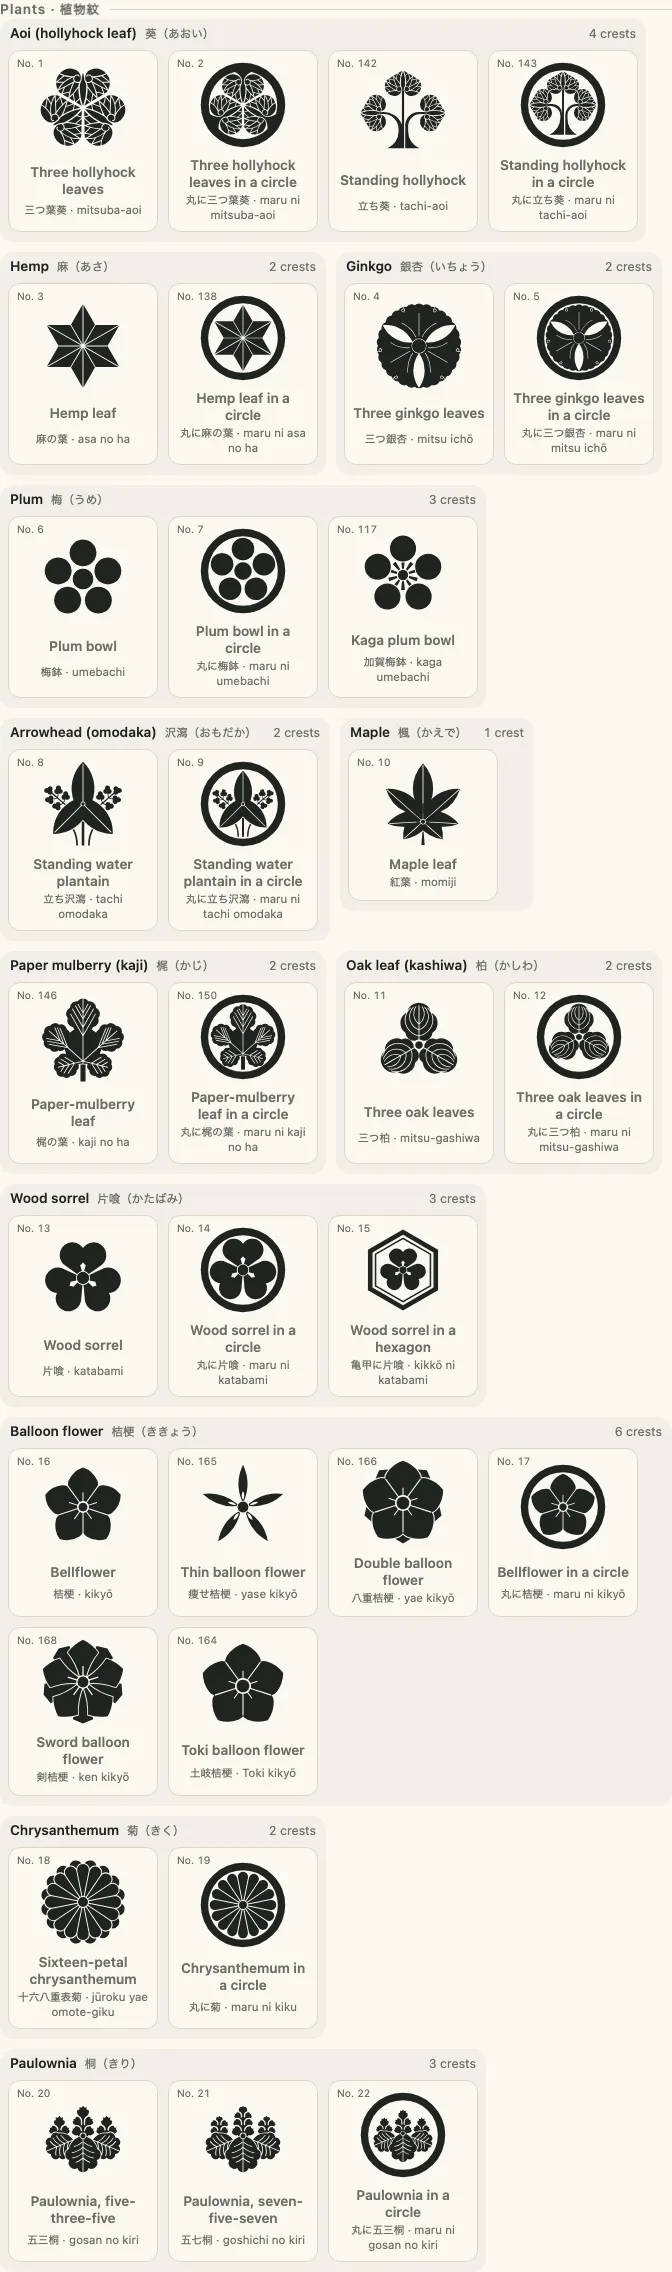 Plants · 植物紋
Aoi (hollyhock leaf) 葵（あおい） 4 crests
No. 1
Three hollyhock
leaves
三つ葉葵 · mitsuba-aoi
No. 2
Three hollyhock
leaves in a circle
丸に三つ葉葵 · maru ni
mitsuba-aoi
No. 142
Standing hollyhock
立ち葵 · tachi-aoi
No. 143
Standing hollyhock
in a circle
丸に立ち葵 · maru ni
tachi-aoi
Hemp 麻（あさ） 2 crests
No. 3
Hemp leaf
麻の葉 · asa no ha
No. 138
Hemp leaf in a
circle
丸に麻の葉 · maru ni asa
no ha
Ginkgo 銀杏（いちょう） 2 crests
No. 4
Three ginkgo leaves
三つ銀杏 · mitsu ichō
No. 5
Three ginkgo leaves
in a circle
丸に三つ銀杏 · maru ni
mitsu ichō
Plum 梅（うめ） 3 crests
No. 6
Plum bowl
梅鉢 · umebachi
No. 7
Plum bowl in a
circle
丸に梅鉢 · maru ni
umebachi
No. 117
Kaga plum bowl
加賀梅鉢 · kaga
umebachi
Arrowhead (omodaka) 沢瀉（おもだか） 2 crests
No. 8
Standing water
plantain
立ち沢瀉 · tachi
omodaka
No. 9
Standing water
plantain in a circle
丸に立ち沢瀉 · maru ni
tachi omodaka
Maple 楓（かえで） 1 crest
No. 10
Maple leaf
紅葉 · momiji
Paper mulberry (kaji) 梶（かじ） 2 crests
No. 146
Paper-mulberry
leaf
梶の葉 · kaji no ha
No. 150
Paper-mulberry
leaf in a circle
丸に梶の葉 · maru ni kaji
no ha
Oak leaf (kashiwa) 柏（かしわ） 2 crests
No. 11
Three oak leaves
三つ柏 · mitsu-gashiwa
No. 12
Three oak leaves in
a circle
丸に三つ柏 · maru ni
mitsu-gashiwa
Wood sorrel 片喰（かたばみ） 3 crests
No. 13
Wood sorrel
片喰 · katabami
No. 14
Wood sorrel in a
circle
丸に片喰 · maru ni
katabami
No. 15
Wood sorrel in a
hexagon
亀甲に片喰 · kikkō ni
katabami
Balloon flower 桔梗（ききょう） 6 crests
No. 16
Bellflower
桔梗 · kikyō
No. 165
Thin balloon flower
痩せ桔梗 · yase kikyō
No. 166
Double balloon
flower
八重桔梗 · yae kikyō
No. 17
Bellflower in a circle
丸に桔梗 · maru ni kikyō
No. 168
Sword balloon
flower
剣桔梗 · ken kikyō
No. 164
Toki balloon flower
土岐桔梗 · Toki kikyō
Chrysanthemum 菊（きく） 2 crests
No. 18
Sixteen-petal
chrysanthemum
十六八重表菊 · jūroku yae
omote-giku
No. 19
Chrysanthemum in
a circle
丸に菊 · maru ni kiku
Paulownia 桐（きり） 3 crests
No. 20
Paulownia, five-
three-five
五三桐 · gosan no kiri
No. 21
Paulownia, seven-
five-seven
五七桐 · goshichi no kiri
No. 22
Paulownia in a
circle
丸に五三桐 · maru ni
gosan no kiri